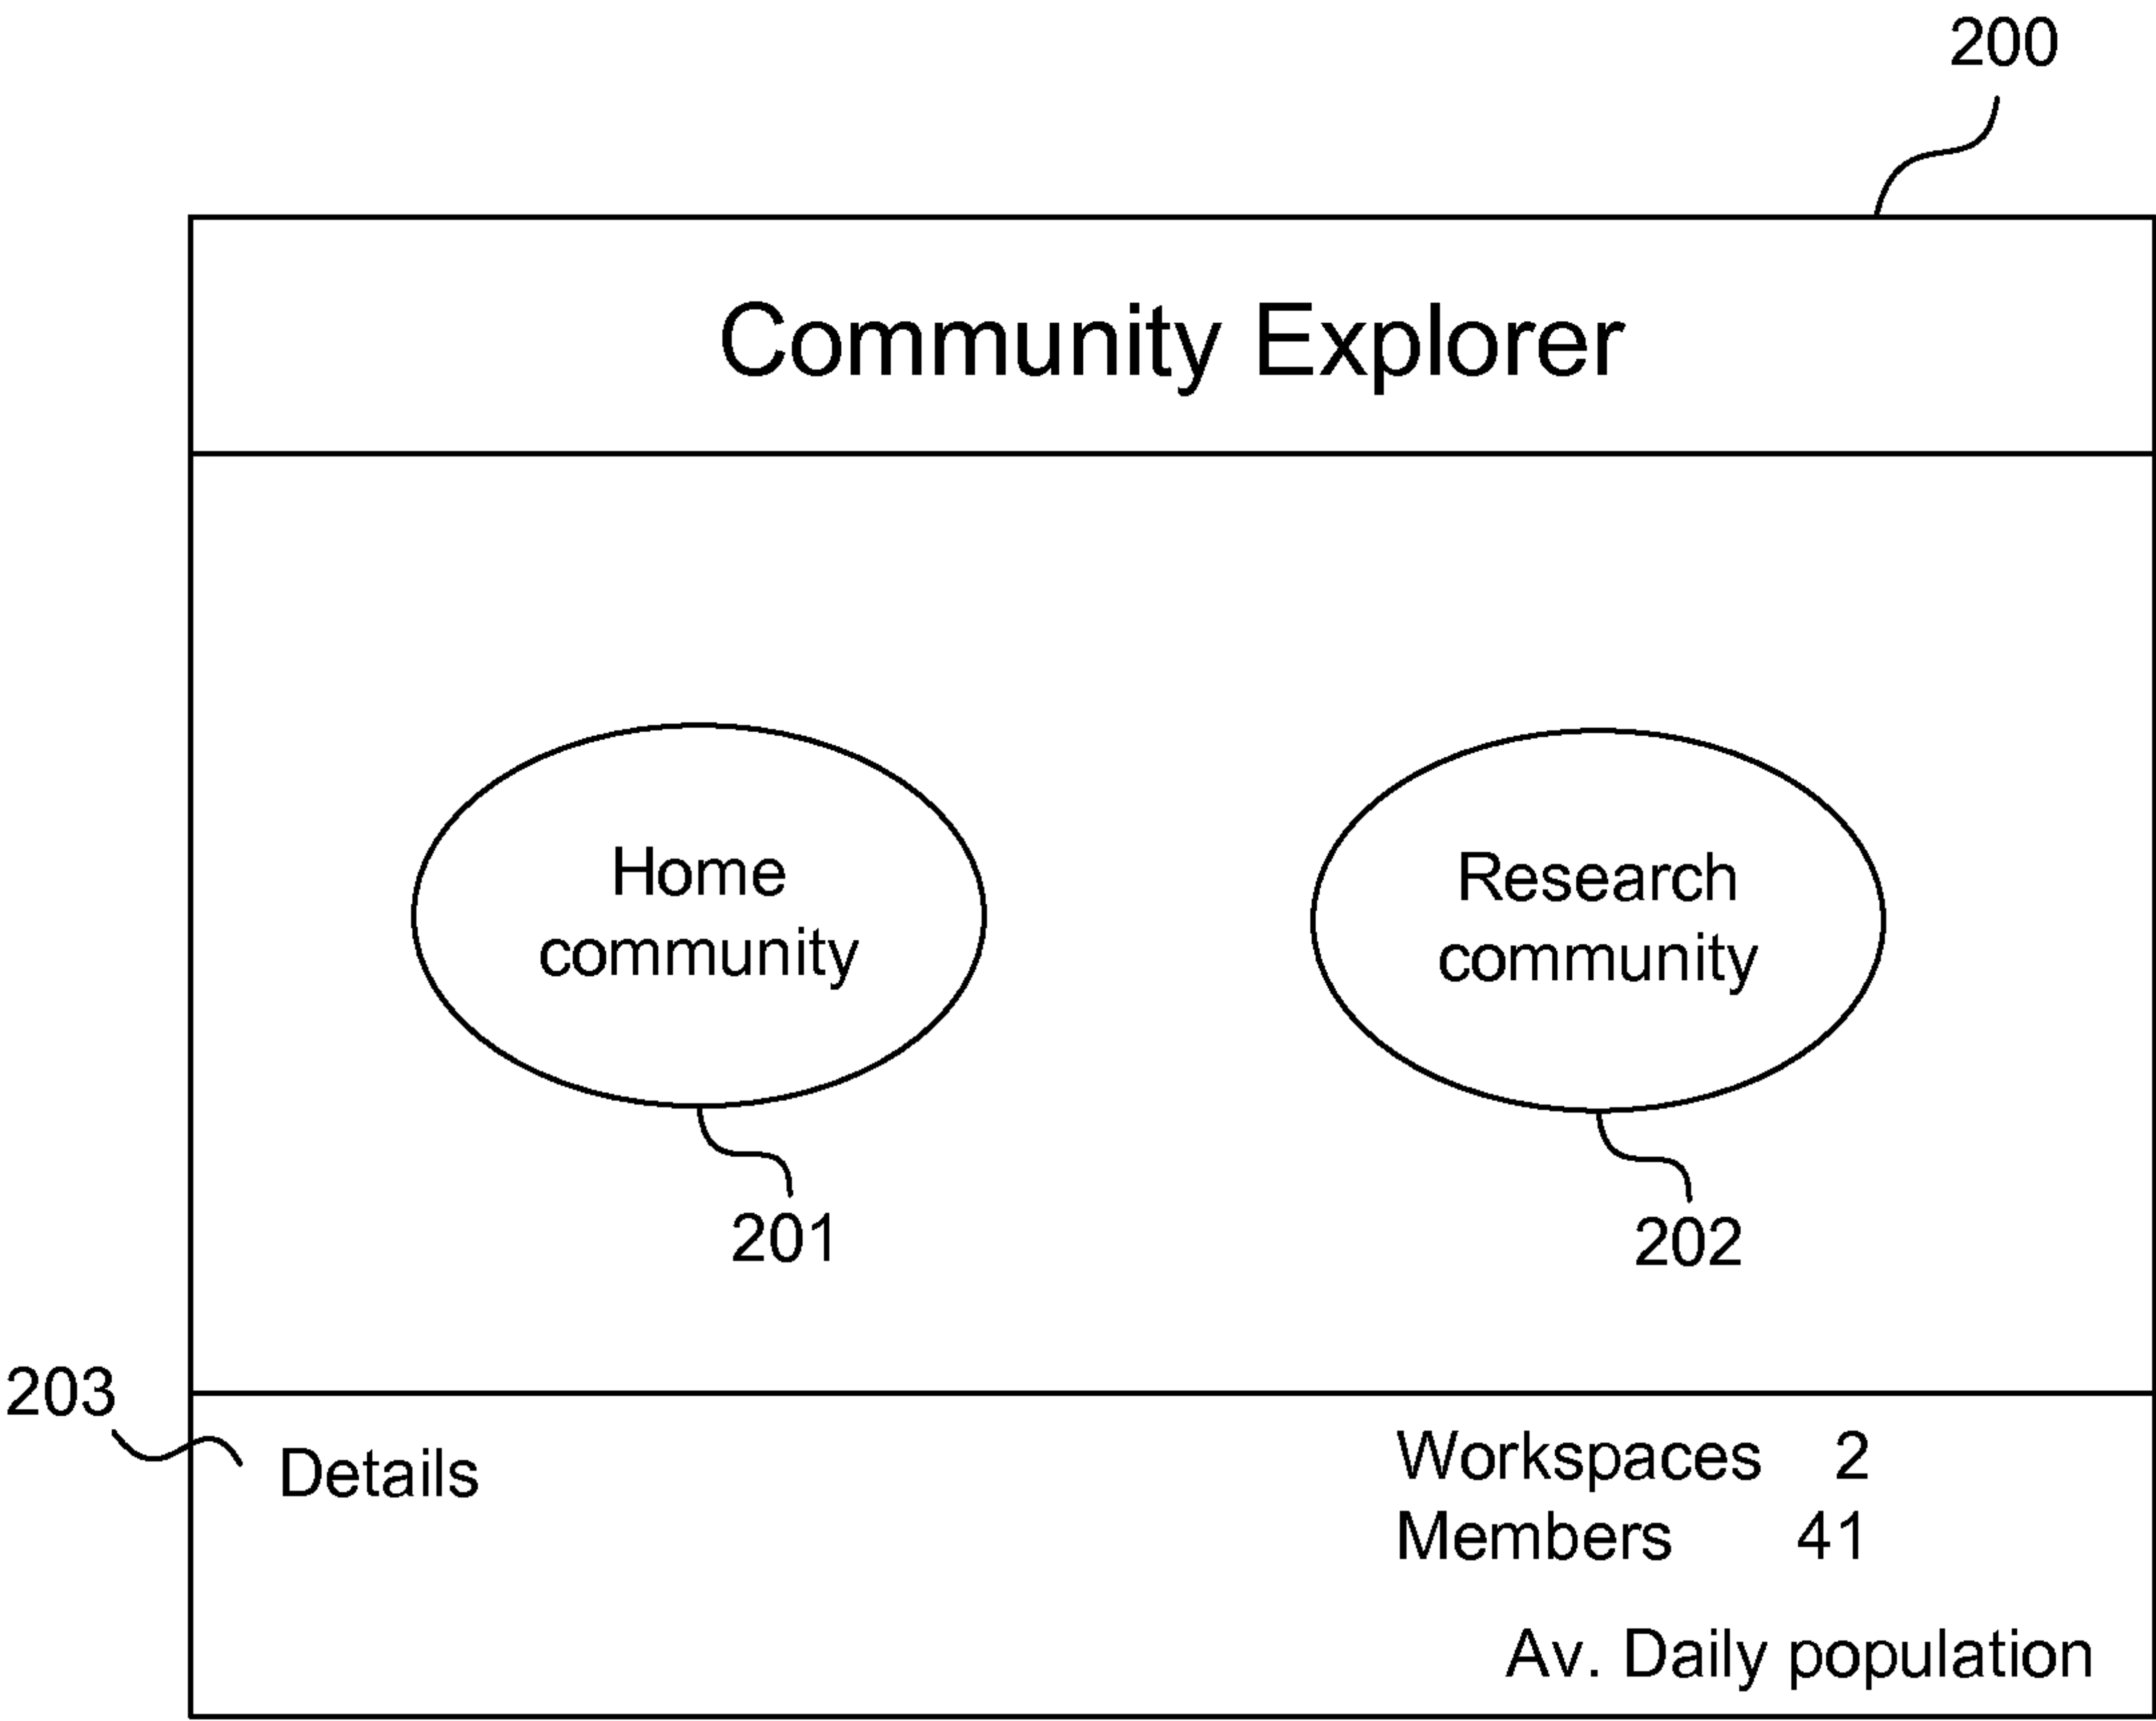 200
Community Explorer
Home
community
Research
community
201
202
203
Details
Workspaces 2
Members 41
Av. Daily population